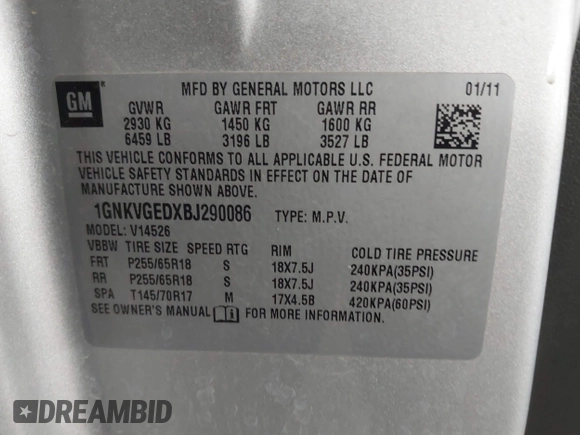 MFD BY GENERAL MOTORS LLC 01/11
GM
GVWR GAWR FRT GAWR RR
2930 KG 1450 KG 1600 KG
6459 LB 3196 LB 3527 LB
THIS VEHICLE CONFORMS TO ALL APPLICABLE U.S. FEDERAL MOTOR
VEHICLE SAFETY STANDARDS IN EFFECT ON THE DATE OF
MANUFACTURE SHOWN ABOVE.
1GNKVGEDXBJ290086 TYPE: M.P.V.
MODEL: V14526
VBBW TIRE SIZE SPEED RTG RIM COLD TIRE PRESSURE
FRT P255/65R18 S 18X7.5J 240KPA(35PSI)
RR P255/65R18 S 18X7.5J 240KPA(35PSI)
SPA T145/70R17 M 17X4.5B 420KPA(60PSI)
SEE OWNER'S MANUAL FOR MORE INFORMATION.
DREAMBID